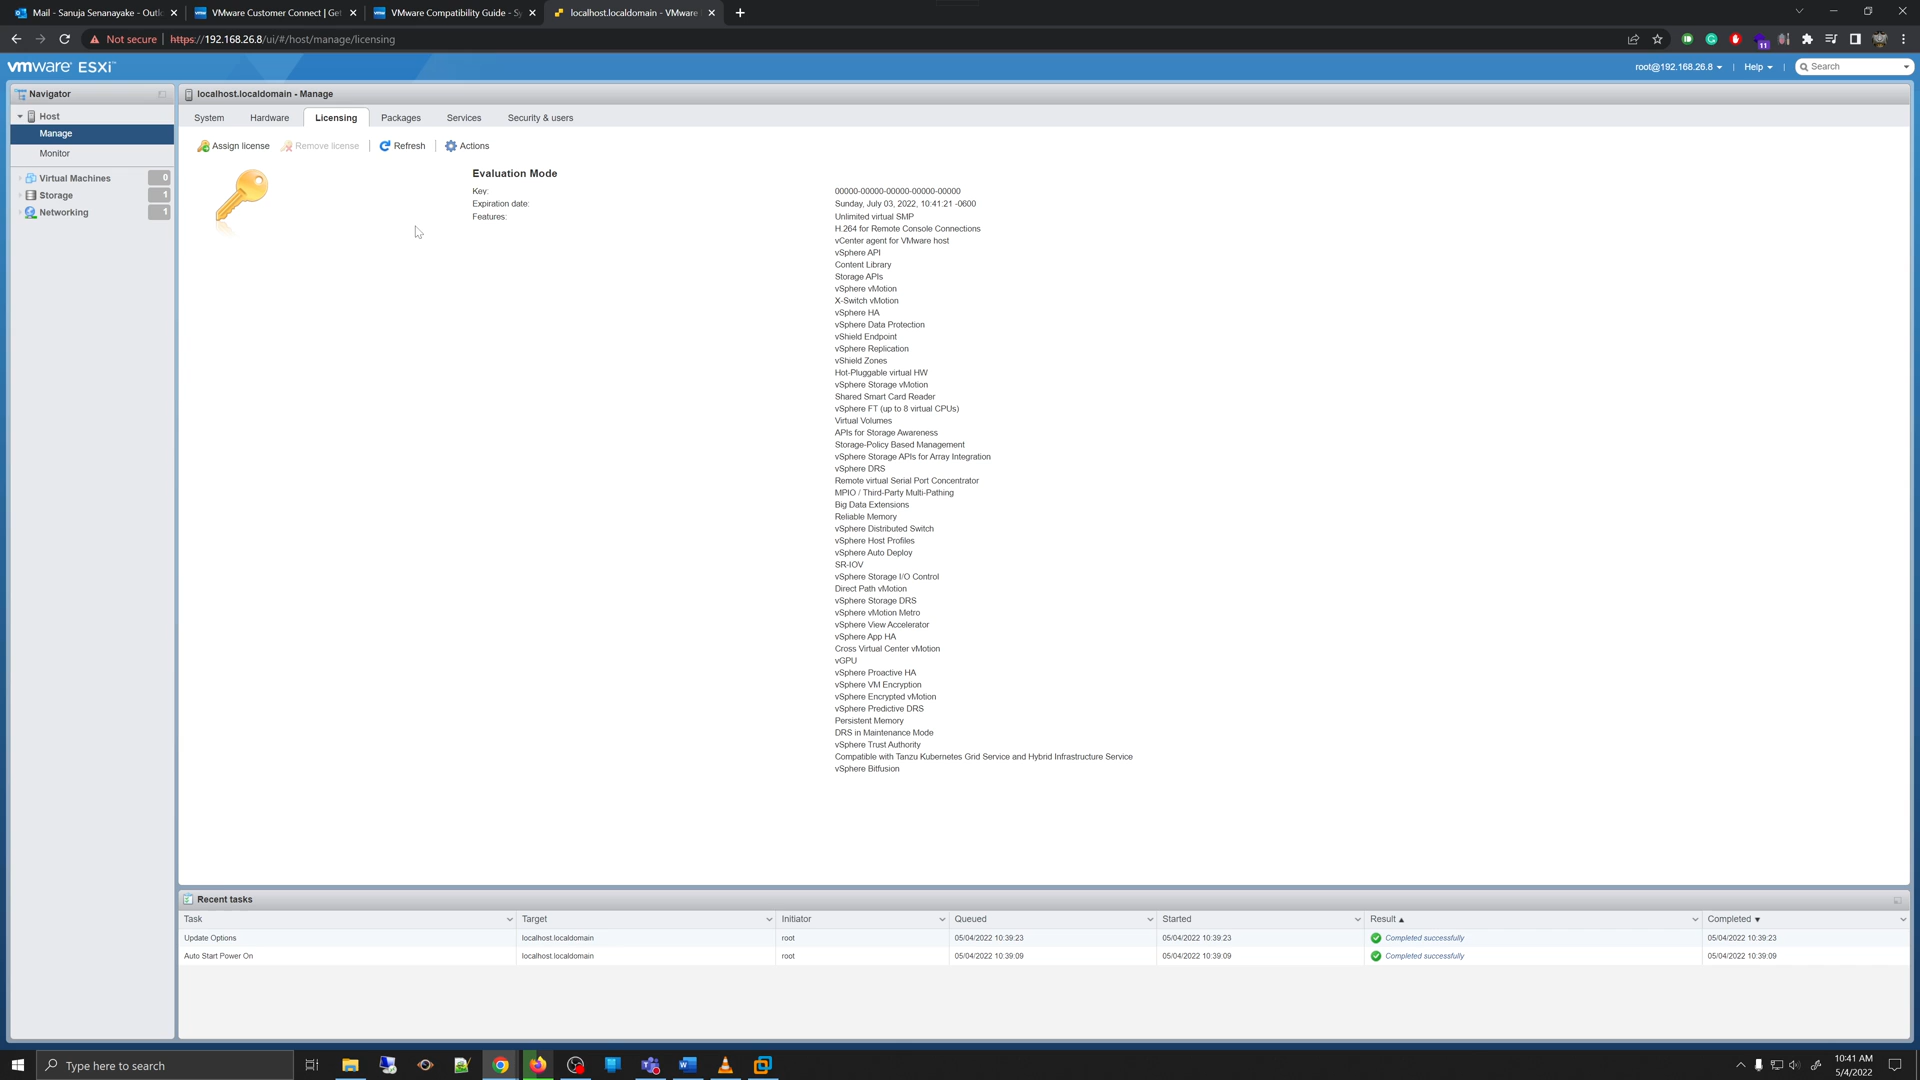 Mail - Sanuja Senanayake - Outl
VMware Customer Connect | Get
VMware Compatibility Guide - Sy
localhost.localdomain - VMware
Not secure
https://192.168.26.8/ui/#/host/manage/licensing
11
vmware ESXi™
root@192.168.26.8
Help
Search
Navigator
Host
Manage
Monitor
Virtual Machines 0
Storage 1
Networking 1
localhost.localdomain - Manage
System
Hardware
Licensing
Packages
Services
Security & users
Assign license
Remove license
Refresh
Actions
Evaluation Mode
Key: 00000-00000-00000-00000-00000
Expiration date: Sunday, July 03, 2022, 10:41:21 -0600
Features: Unlimited virtual SMP
H.264 for Remote Console Connections
vCenter agent for VMware host
vSphere API
Content Library
Storage APIs
vSphere vMotion
X-Switch vMotion
vSphere HA
vSphere Data Protection
vShield Endpoint
vSphere Replication
vShield Zones
Hot-Pluggable virtual HW
vSphere Storage vMotion
Shared Smart Card Reader
vSphere FT (up to 8 virtual CPUs)
Virtual Volumes
APIs for Storage Awareness
Storage-Policy Based Management
vSphere Storage APIs for Array Integration
vSphere DRS
Remote virtual Serial Port Concentrator
MPIO / Third-Party Multi-Pathing
Big Data Extensions
Reliable Memory
vSphere Distributed Switch
vSphere Host Profiles
vSphere Auto Deploy
SR-IOV
vSphere Storage I/O Control
Direct Path vMotion
vSphere Storage DRS
vSphere vMotion Metro
vSphere View Accelerator
vSphere App HA
Cross Virtual Center vMotion
vGPU
vSphere Proactive HA
vSphere VM Encryption
vSphere Encrypted vMotion
vSphere Predictive DRS
Persistent Memory
DRS in Maintenance Mode
vSphere Trust Authority
Compatible with Tanzu Kubernetes Grid Service and Hybrid Infrastructure Service
vSphere Bitfusion
Recent tasks
Task Target Initiator Queued Started Result Completed
Update Options localhost.localdomain root 05/04/2022 10:39:23 05/04/2022 10:39:23 Completed successfully 05/04/2022 10:39:23
Auto Start Power On localhost.localdomain root 05/04/2022 10:39:09 05/04/2022 10:39:09 Completed successfully 05/04/2022 10:39:09
Type here to search
10:41 AM
5/4/2022